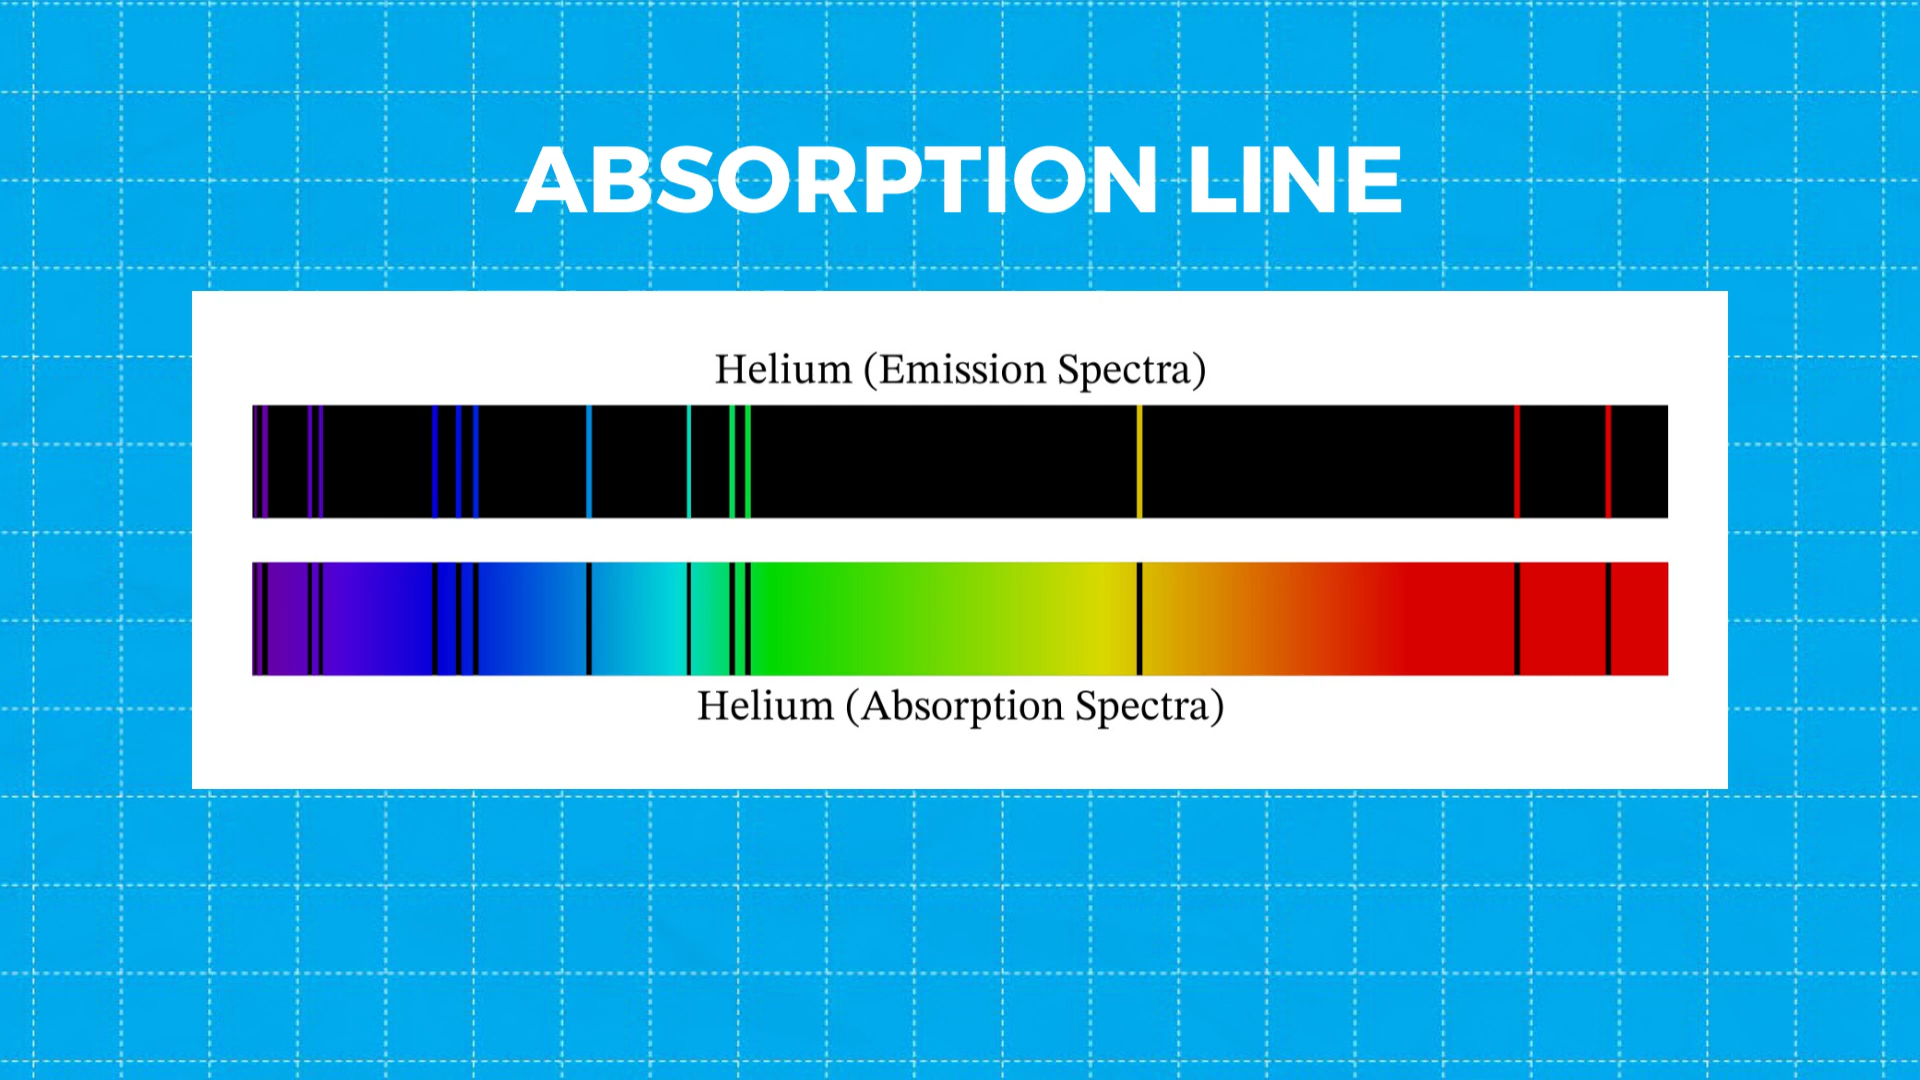 ABSORPTION LINE
Helium (Emission Spectra)
Helium (Absorption Spectra)